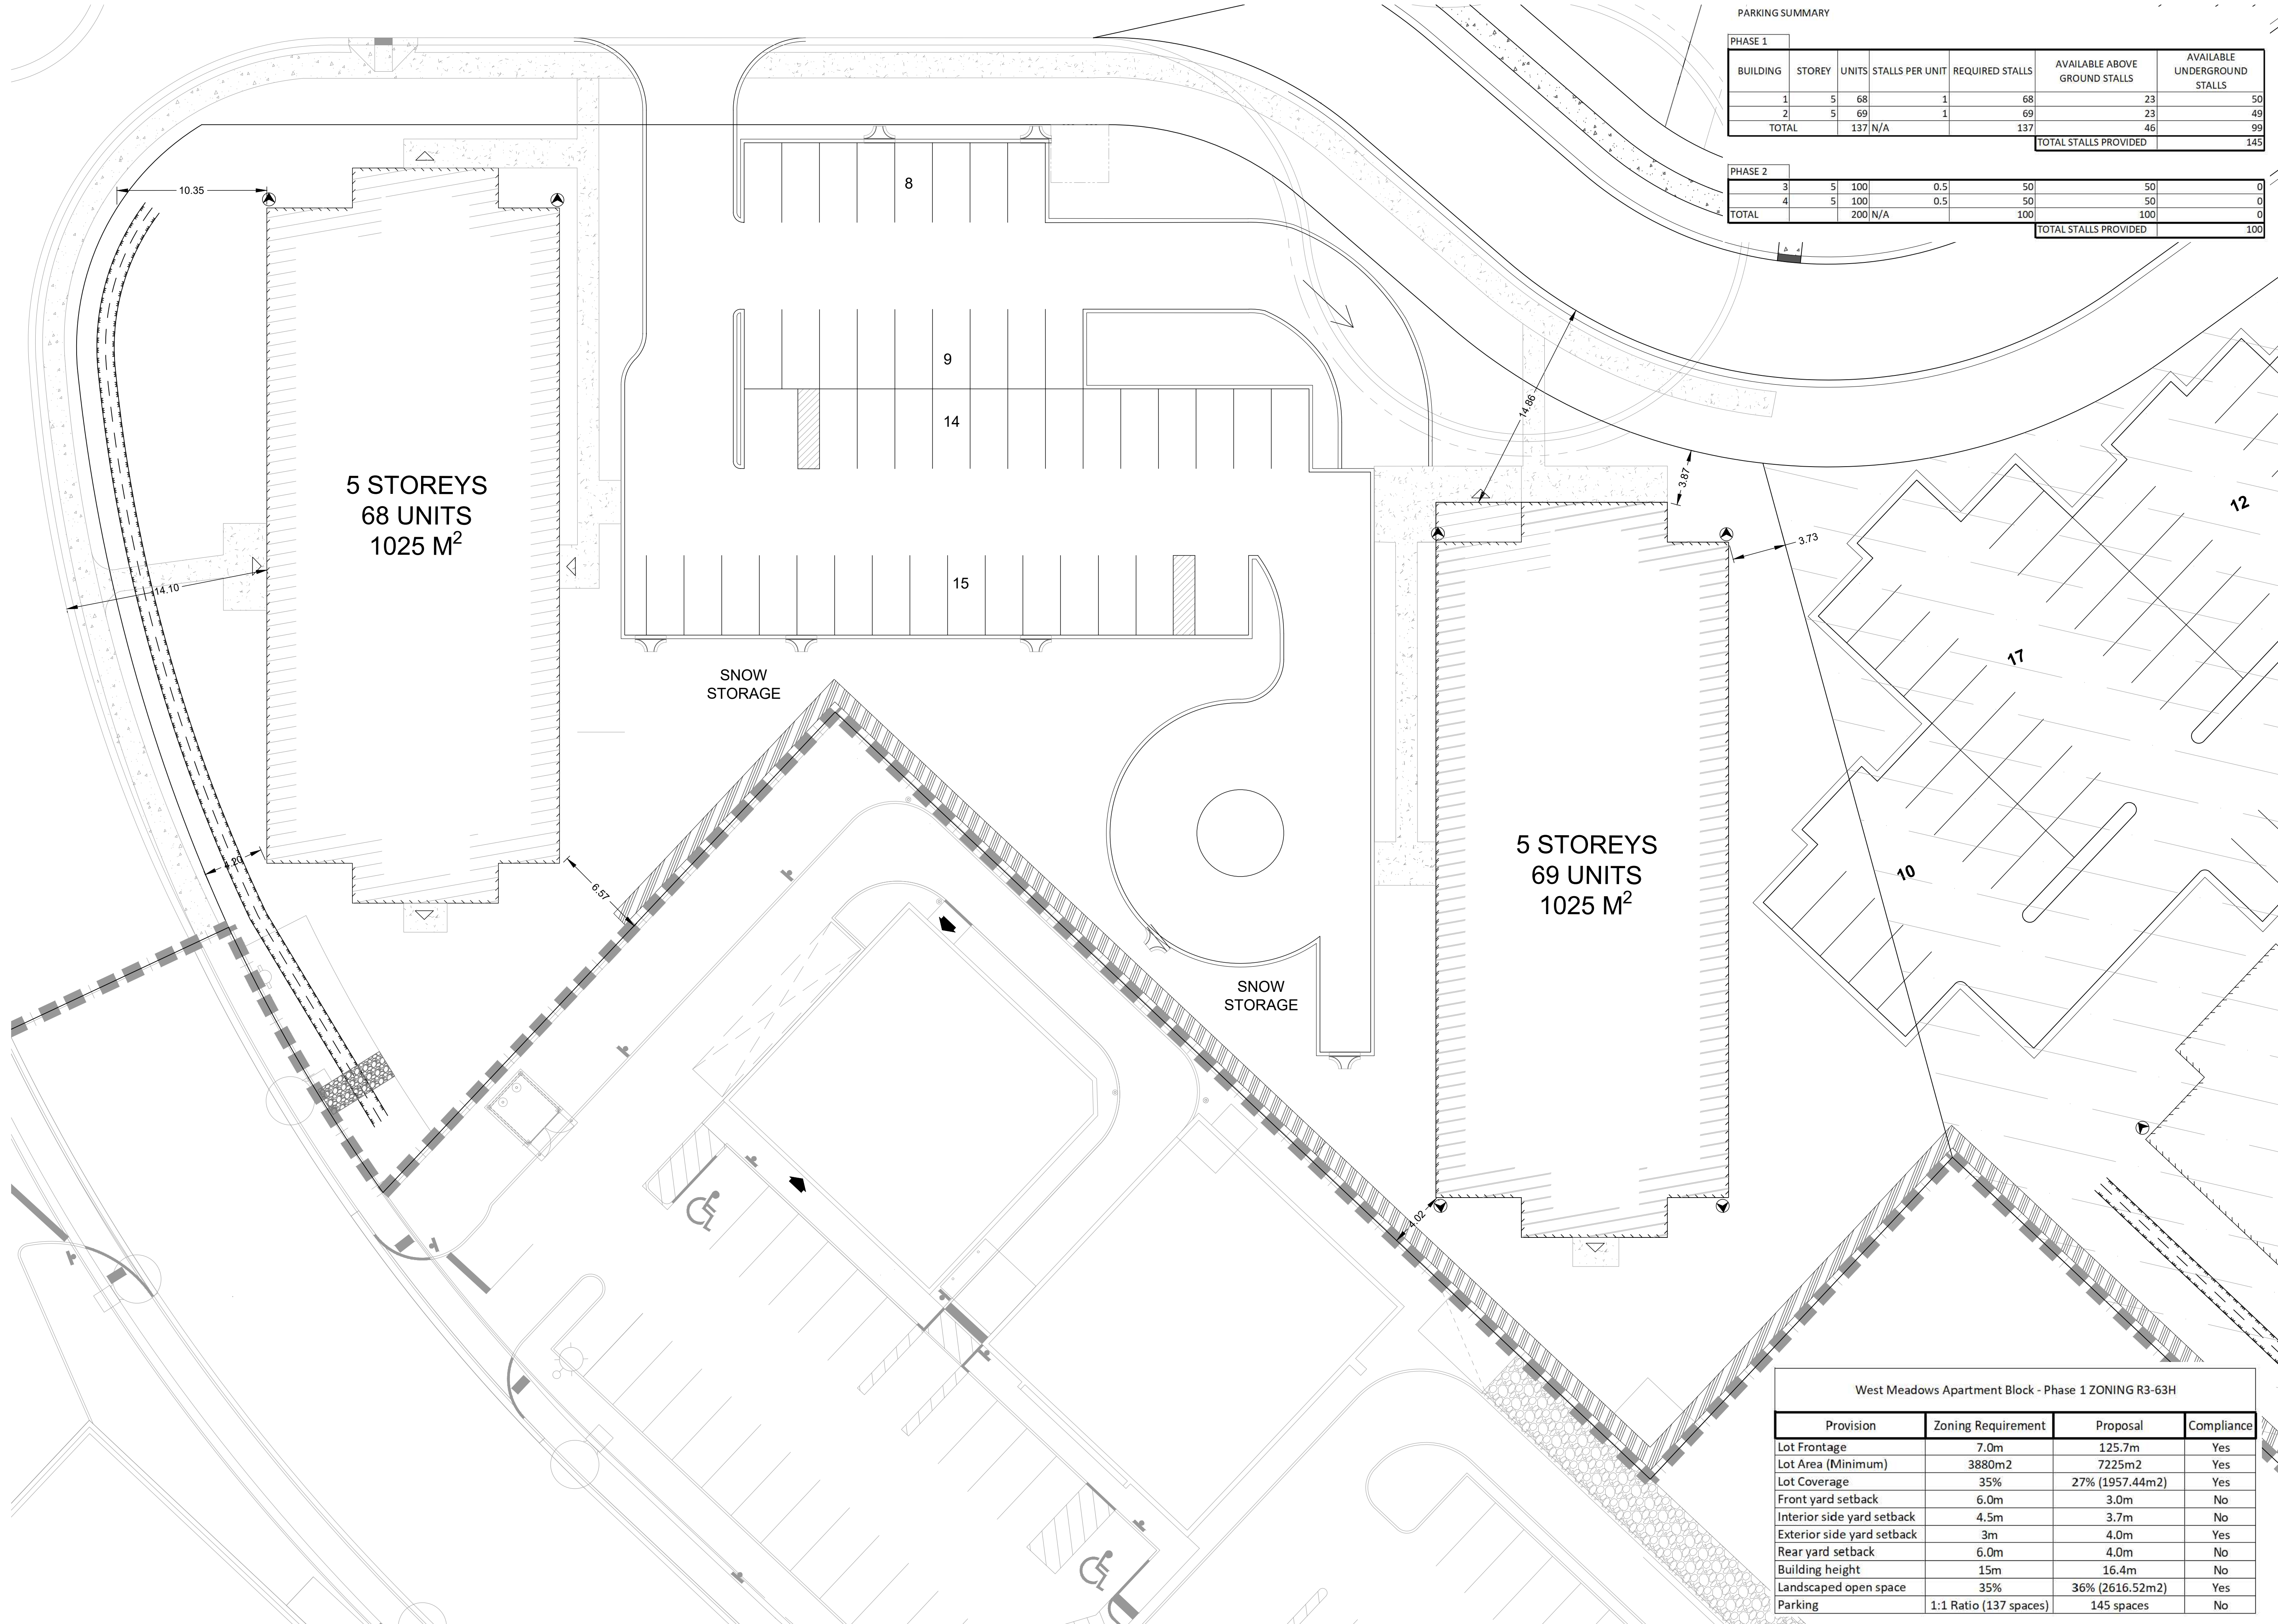 PARKING SUMMARY
PHASE 1
BUILDING STOREY UNITS STALLS PER UNIT REQUIRED STALLS AVAILABLE ABOVE GROUND STALLS AVAILABLE UNDERGROUND STALLS
1 5 68 1 68 23 50
2 5 69 1 69 23 49
TOTAL 137 N/A 137 46 99
TOTAL STALLS PROVIDED 145
PHASE 2
3 5 100 0.5 50 50 0
4 5 100 0.5 50 50 0
TOTAL 200 N/A 100 100 0
TOTAL STALLS PROVIDED 100
10.35
8
9
14
15
14.86
3.87
3.73
12
17
10
5 STOREYS
68 UNITS
1025 M2
14.10
4.20
6.57
SNOW
STORAGE
SNOW
STORAGE
5 STOREYS
69 UNITS
1025 M2
4.02
West Meadows Apartment Block - Phase 1 ZONING R3-63H
Provision Zoning Requirement Proposal Compliance
Lot Frontage 7.0m 125.7m Yes
Lot Area (Minimum) 3880m2 7225m2 Yes
Lot Coverage 35% 27% (1957.44m2) Yes
Front yard setback 6.0m 3.0m No
Interior side yard setback 4.5m 3.7m No
Exterior side yard setback 3m 4.0m Yes
Rear yard setback 6.0m 4.0m No
Building height 15m 16.4m No
Landscaped open space 35% 36% (2616.52m2) Yes
Parking 1:1 Ratio (137 spaces) 145 spaces No